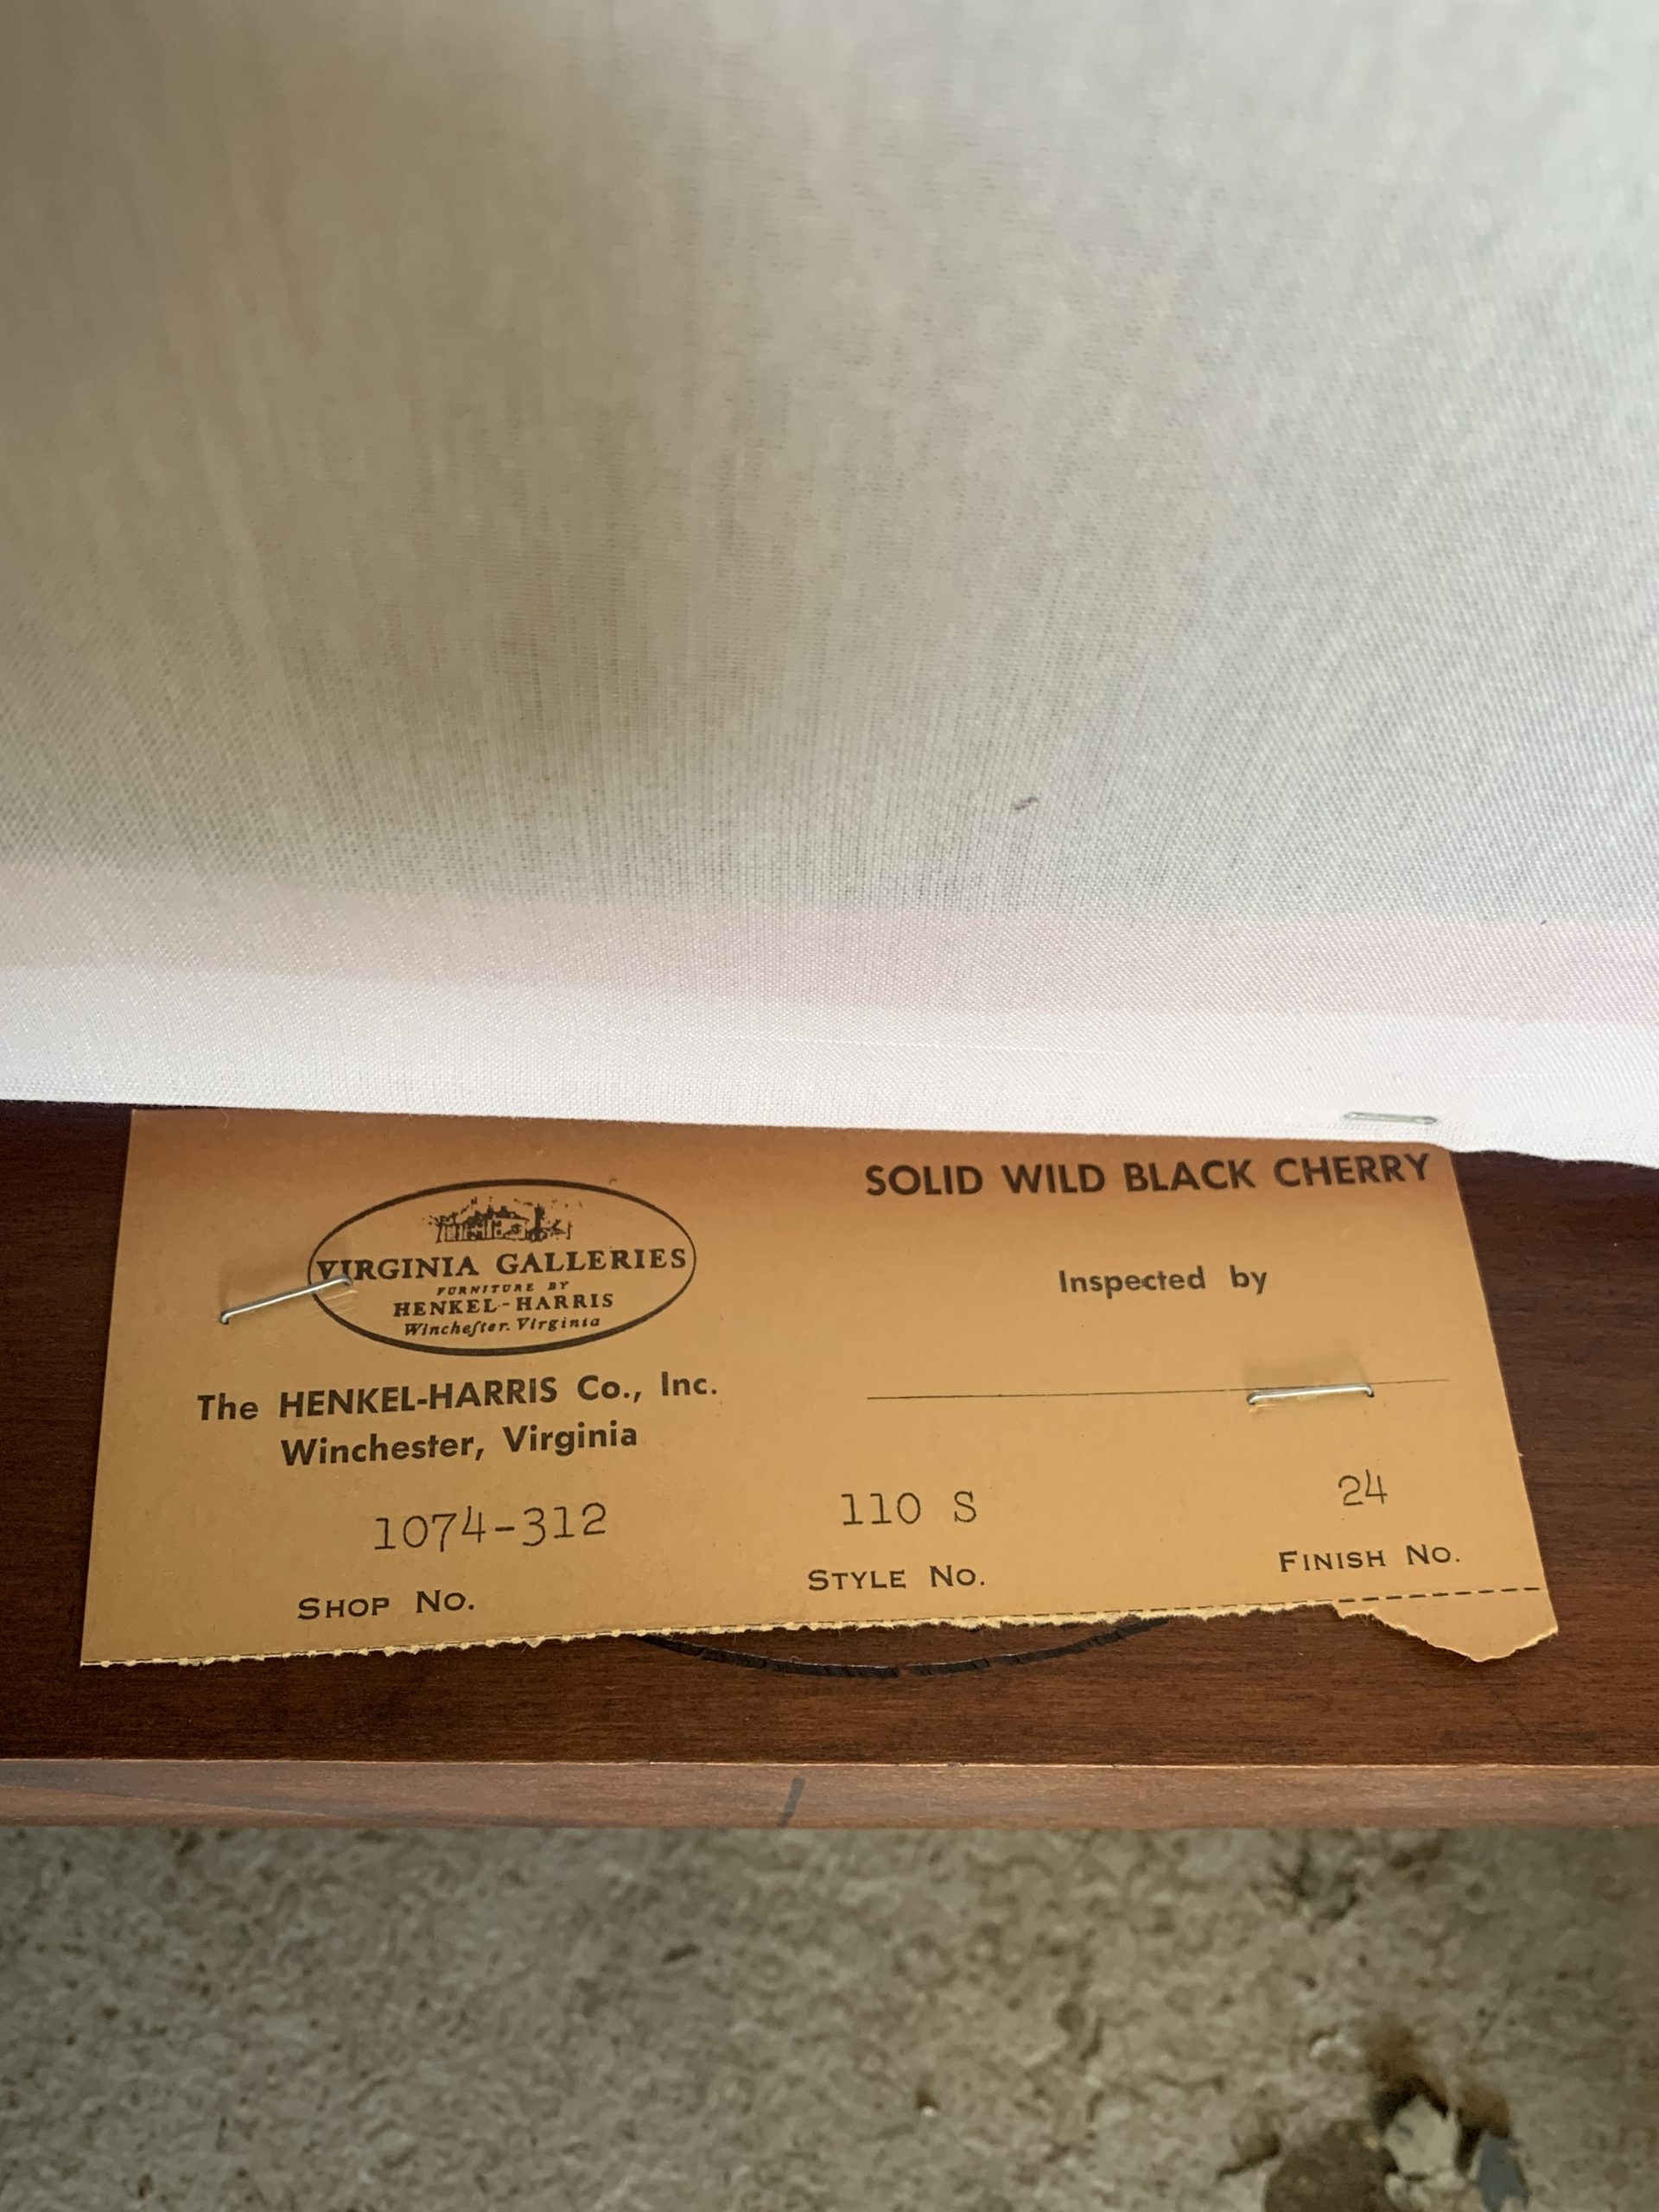 SOLID WILD BLACK CHERRY
VIRGINIA GALLERIES
FURNITURE BY
HENKEL-HARRIS
Wincheſter. Virginia
Inspected by
The HENKEL-HARRIS Co., Inc.
Winchester, Virginia
1074-312 110 S 24
SHOP NO. STYLE NO. FINISH NO.